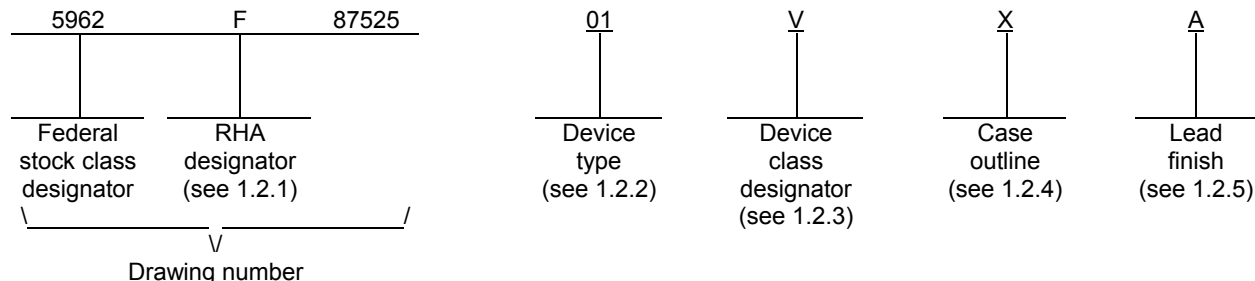 5962 F 87525 01 V X A
Federal stock class designator
RHA designator (see 1.2.1)
Device type (see 1.2.2)
Device class designator (see 1.2.3)
Case outline (see 1.2.4)
Lead finish (see 1.2.5)
\ /
\/
Drawing number